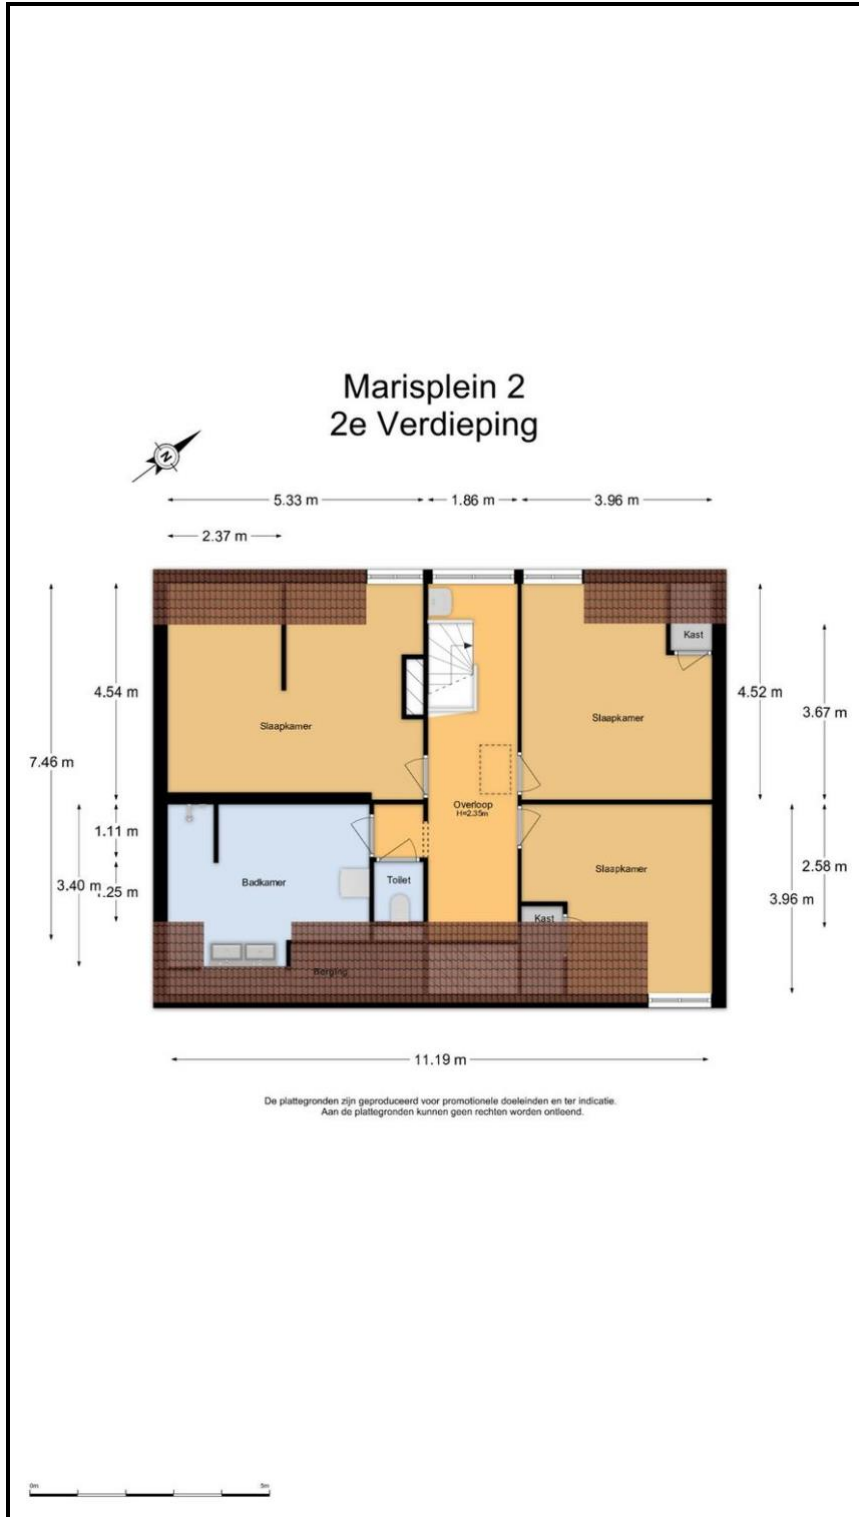 Marisplein 2
2e Verdieping
N
5.33 m
1.86 m
3.96 m
2.37 m
Kast
4.54 m
4.52 m
3.67 m
Slaapkamer
Slaapkamer
7.46 m
Overloop
H=2.35m
1.11 m
2.58 m
Slaapkamer
3.40 m
.25 m
Badkamer
Toilet
3.96 m
Kast
Berging
11.19 m
De plattegronden zijn geproduceerd voor promotionele doeleinden en ter indicatie.
Aan de plattegronden kunnen geen rechten worden ontleend.
0m
5m